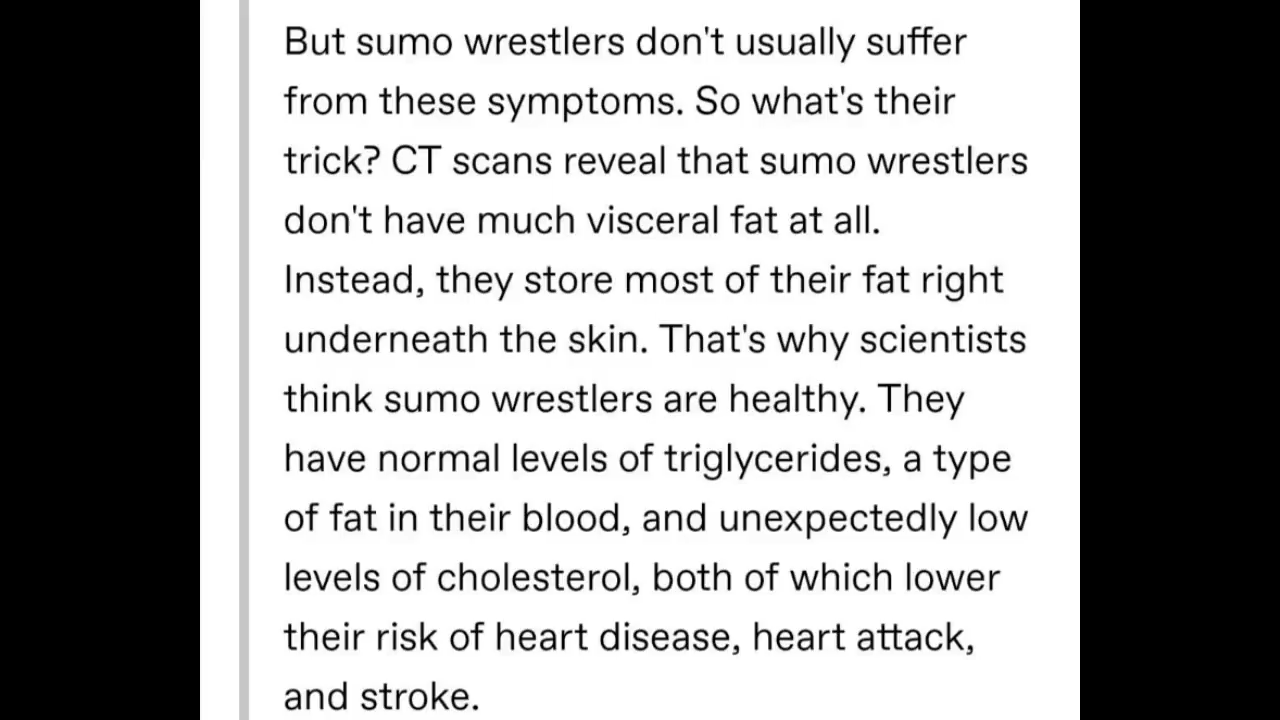 But sumo wrestlers don't usually suffer
from these symptoms. So what's their
trick? CT scans reveal that sumo wrestlers
don't have much visceral fat at all.
Instead, they store most of their fat right
underneath the skin. That's why scientists
think sumo wrestlers are healthy. They
have normal levels of triglycerides, a type
of fat in their blood, and unexpectedly low
levels of cholesterol, both of which lower
their risk of heart disease, heart attack,
and stroke.